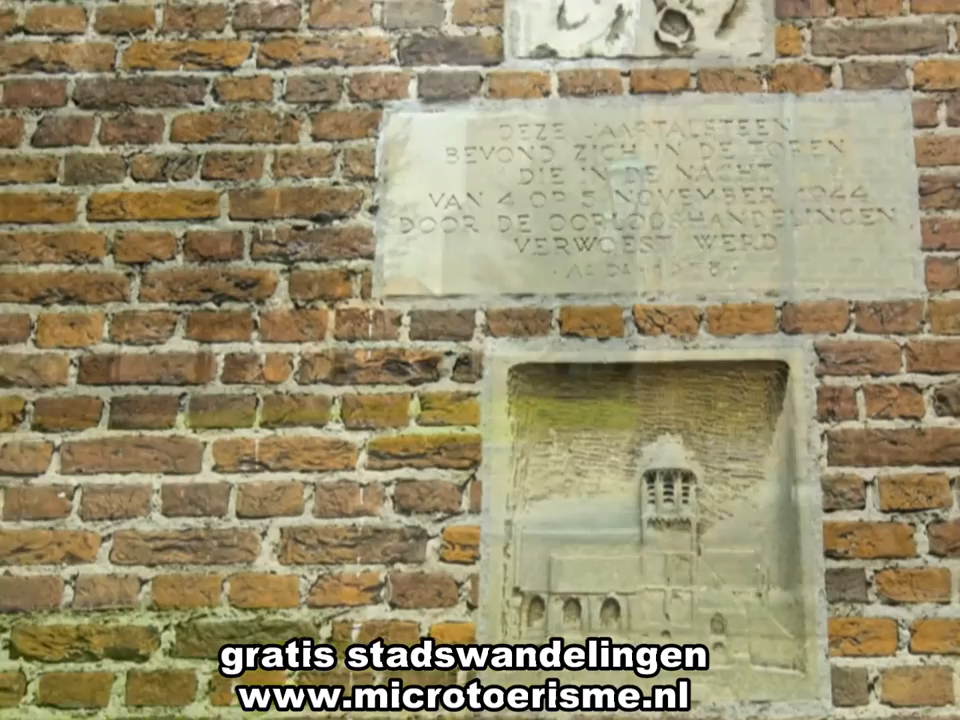 DEZE JAARTALSTEEN
BEVOND ZICH IN DE TOREN
DIE IN DE NACHT
VAN 4 OP 5 NOVEMBER 1944
DOOR DE OORLOGSHANDELINGEN
VERWOEST WERD
gratis stadswandelingen
www.microtoerisme.nl